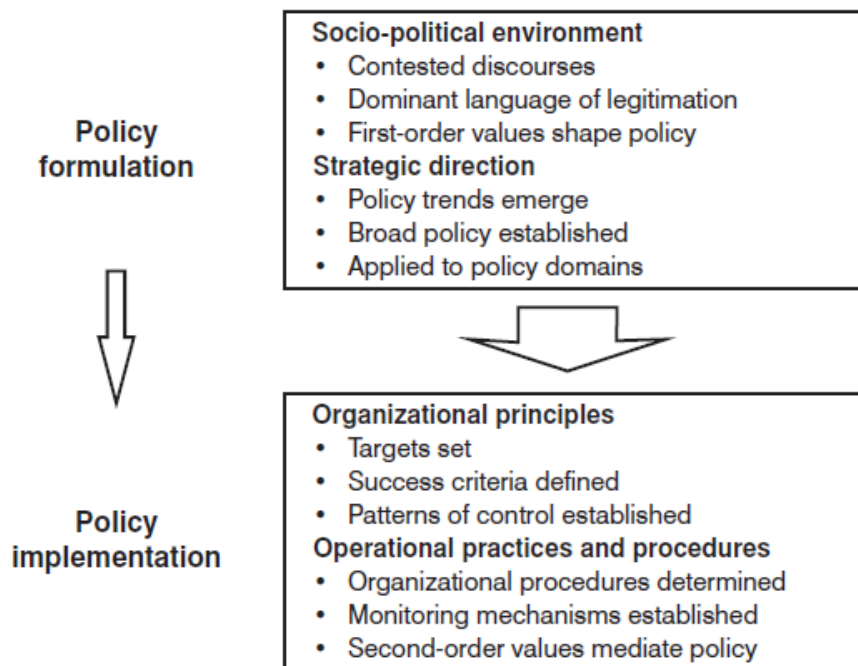 Policy
formulation
Socio-political environment
• Contested discourses
• Dominant language of legitimation
• First-order values shape policy
Strategic direction
• Policy trends emerge
• Broad policy established
• Applied to policy domains
Policy
implementation
Organizational principles
• Targets set
• Success criteria defined
• Patterns of control established
Operational practices and procedures
• Organizational procedures determined
• Monitoring mechanisms established
• Second-order values mediate policy